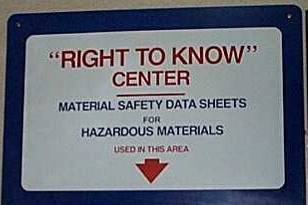 "RIGHT TO KNOW"
CENTER
MATERIAL SAFETY DATA SHEETS
FOR
HAZARDOUS MATERIALS
USED IN THIS AREA